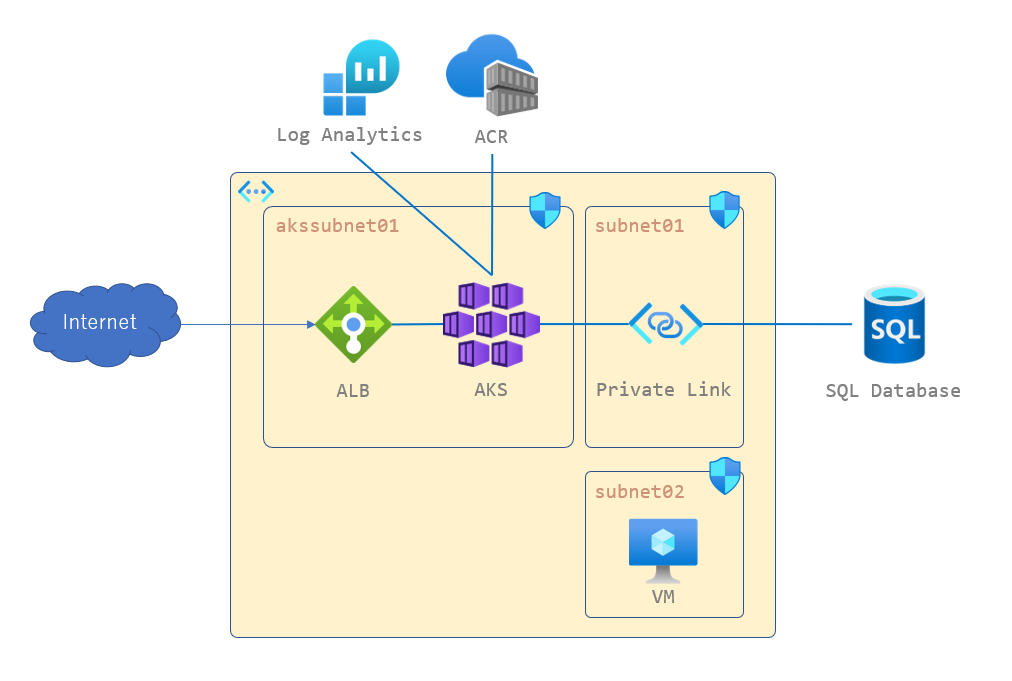 Log Analytics
ACR
akssubnet01
subnet01
Internet
SQL
ALB
AKS
Private Link
SQL Database
subnet02
VM